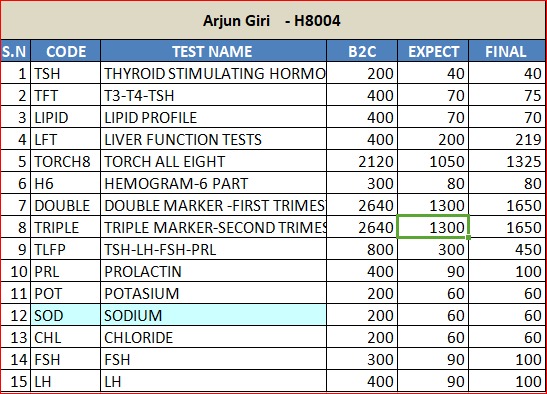 Arjun Giri - H8004
S.N CODE TEST NAME B2C EXPECT FINAL
1 TSH THYROID STIMULATING HORMO 200 40 40
2 TFT T3-T4-TSH 400 70 75
3 LIPID LIPID PROFILE 400 70 70
4 LFT LIVER FUNCTION TESTS 400 200 219
5 TORCH8 TORCH ALL EIGHT 2120 1050 1325
6 H6 HEMOGRAM-6 PART 300 80 80
7 DOUBLE DOUBLE MARKER -FIRST TRIMES 2640 1300 1650
8 TRIPLE TRIPLE MARKER-SECOND TRIMES 2640 1300 1650
9 TLFP TSH-LH-FSH-PRL 800 300 450
10 PRL PROLACTIN 400 90 100
11 POT POTASIUM 200 60 60
12 SOD SODIUM 200 60 60
13 CHL CHLORIDE 200 60 60
14 FSH FSH 300 90 100
15 LH LH 400 90 100